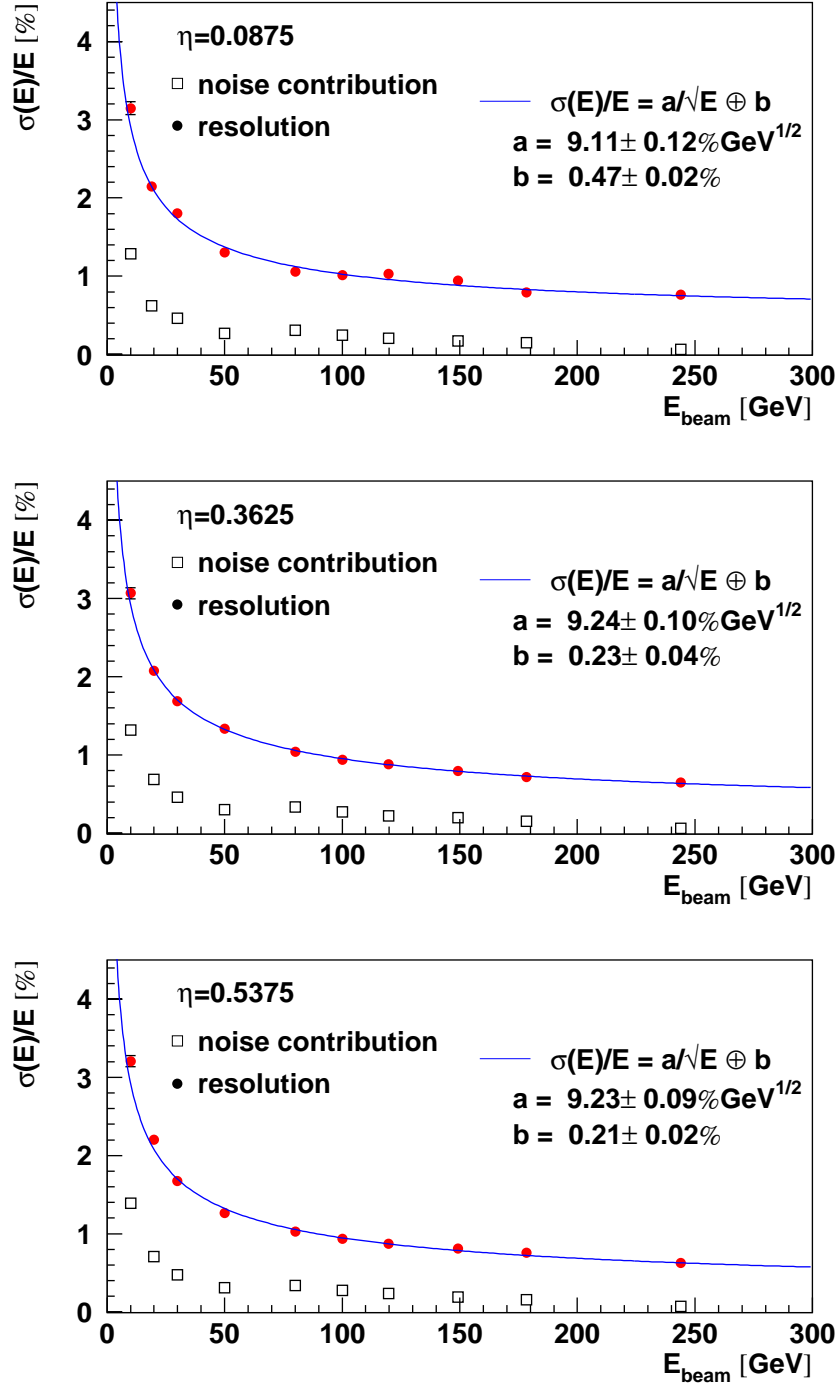 σ(E)/E [%]
η=0.0875
noise contribution
resolution
σ(E)/E = a/√E ⊕ b
a = 9.11± 0.12%GeV^1/2
b = 0.47± 0.02%
4
3
2
1
0
0 50 100 150 200 250 300
E_beam [GeV]
σ(E)/E [%]
η=0.3625
noise contribution
resolution
σ(E)/E = a/√E ⊕ b
a = 9.24± 0.10%GeV^1/2
b = 0.23± 0.04%
4
3
2
1
0
0 50 100 150 200 250 300
E_beam [GeV]
σ(E)/E [%]
η=0.5375
noise contribution
resolution
σ(E)/E = a/√E ⊕ b
a = 9.23± 0.09%GeV^1/2
b = 0.21± 0.02%
4
3
2
1
0
0 50 100 150 200 250 300
E_beam [GeV]